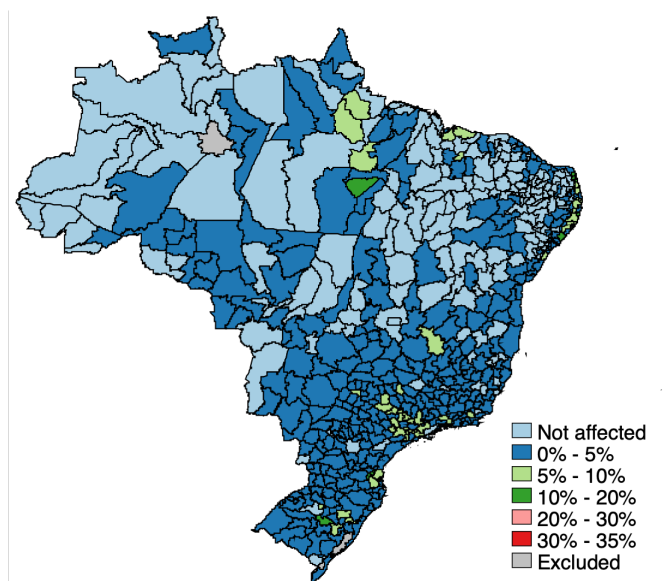 Not affected
0% - 5%
5% - 10%
10% - 20%
20% - 30%
30% - 35%
Excluded